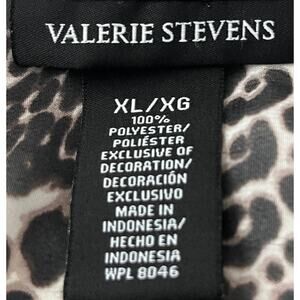 VALERIE STEVENS
XL/XG
100%
POLYESTER/
POLIÉSTER
EXCLUSIVE OF
DECORATION/
DECORACIÓN
EXCLUSIVO
MADE IN
INDONESIA/
HECHO EN
INDONESIA
WPL 8046